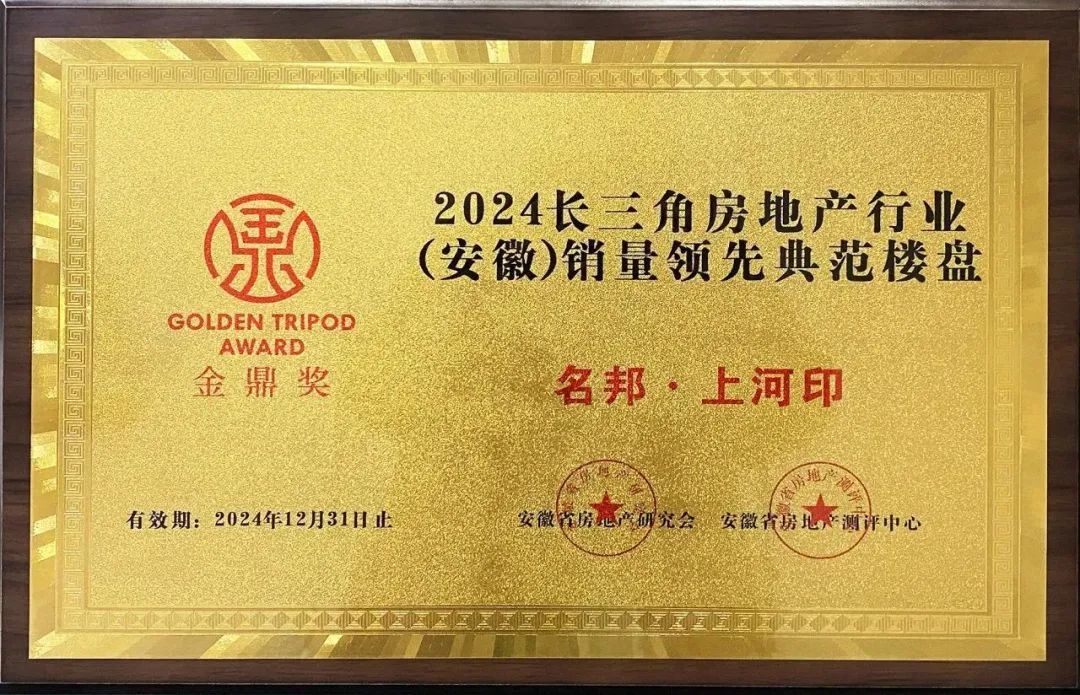 2024长三角房地产行业
(安徽)销量领先典范楼盘
GOLDEN TRIPOD
AWARD
金鼎奖
名邦·上河印
有效期：2024年12月31日止
安徽省房地产研究会
安徽省房地产测评中心